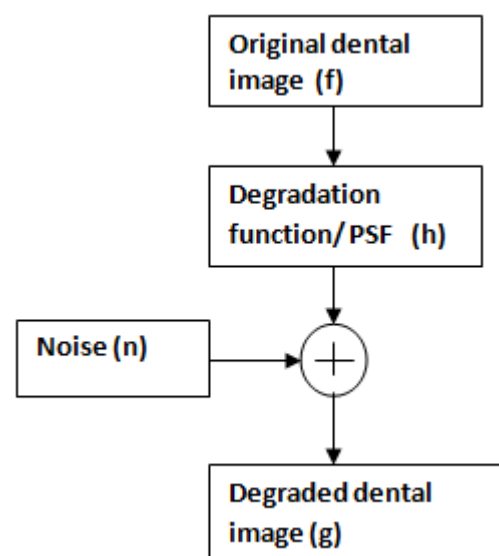 Original dental
image (f)
Degradation
function/ PSF (h)
Noise (n)
Degraded dental
image (g)